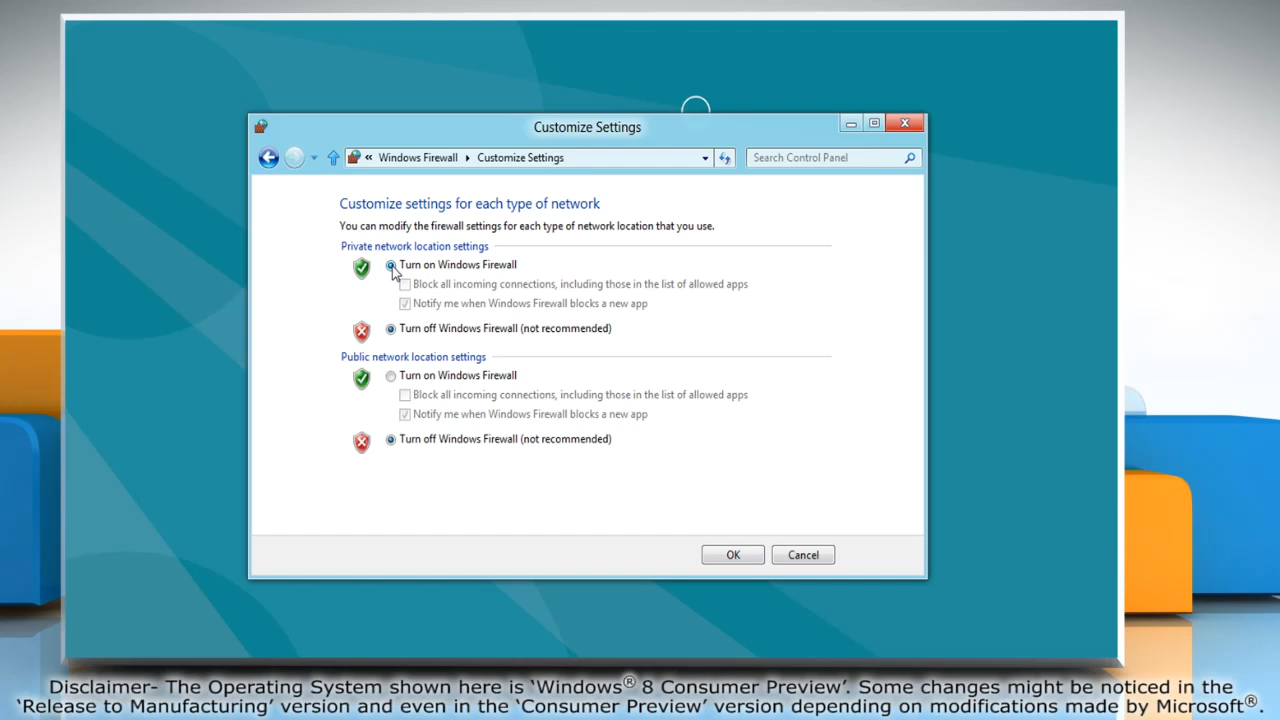 Customize Settings
« Windows Firewall ▸ Customize Settings
Search Control Panel
Customize settings for each type of network
You can modify the firewall settings for each type of network location that you use.
Private network location settings
Turn on Windows Firewall
Block all incoming connections, including those in the list of allowed apps
Notify me when Windows Firewall blocks a new app
Turn off Windows Firewall (not recommended)
Public network location settings
Turn on Windows Firewall
Block all incoming connections, including those in the list of allowed apps
Notify me when Windows Firewall blocks a new app
Turn off Windows Firewall (not recommended)
OK
Cancel
Disclaimer- The Operating System shown here is ‘Windows® 8 Consumer Preview’. Some changes might be noticed in the
‘Release to Manufacturing’ version and even in the ‘Consumer Preview’ version depending on modifications made by Microsoft®.